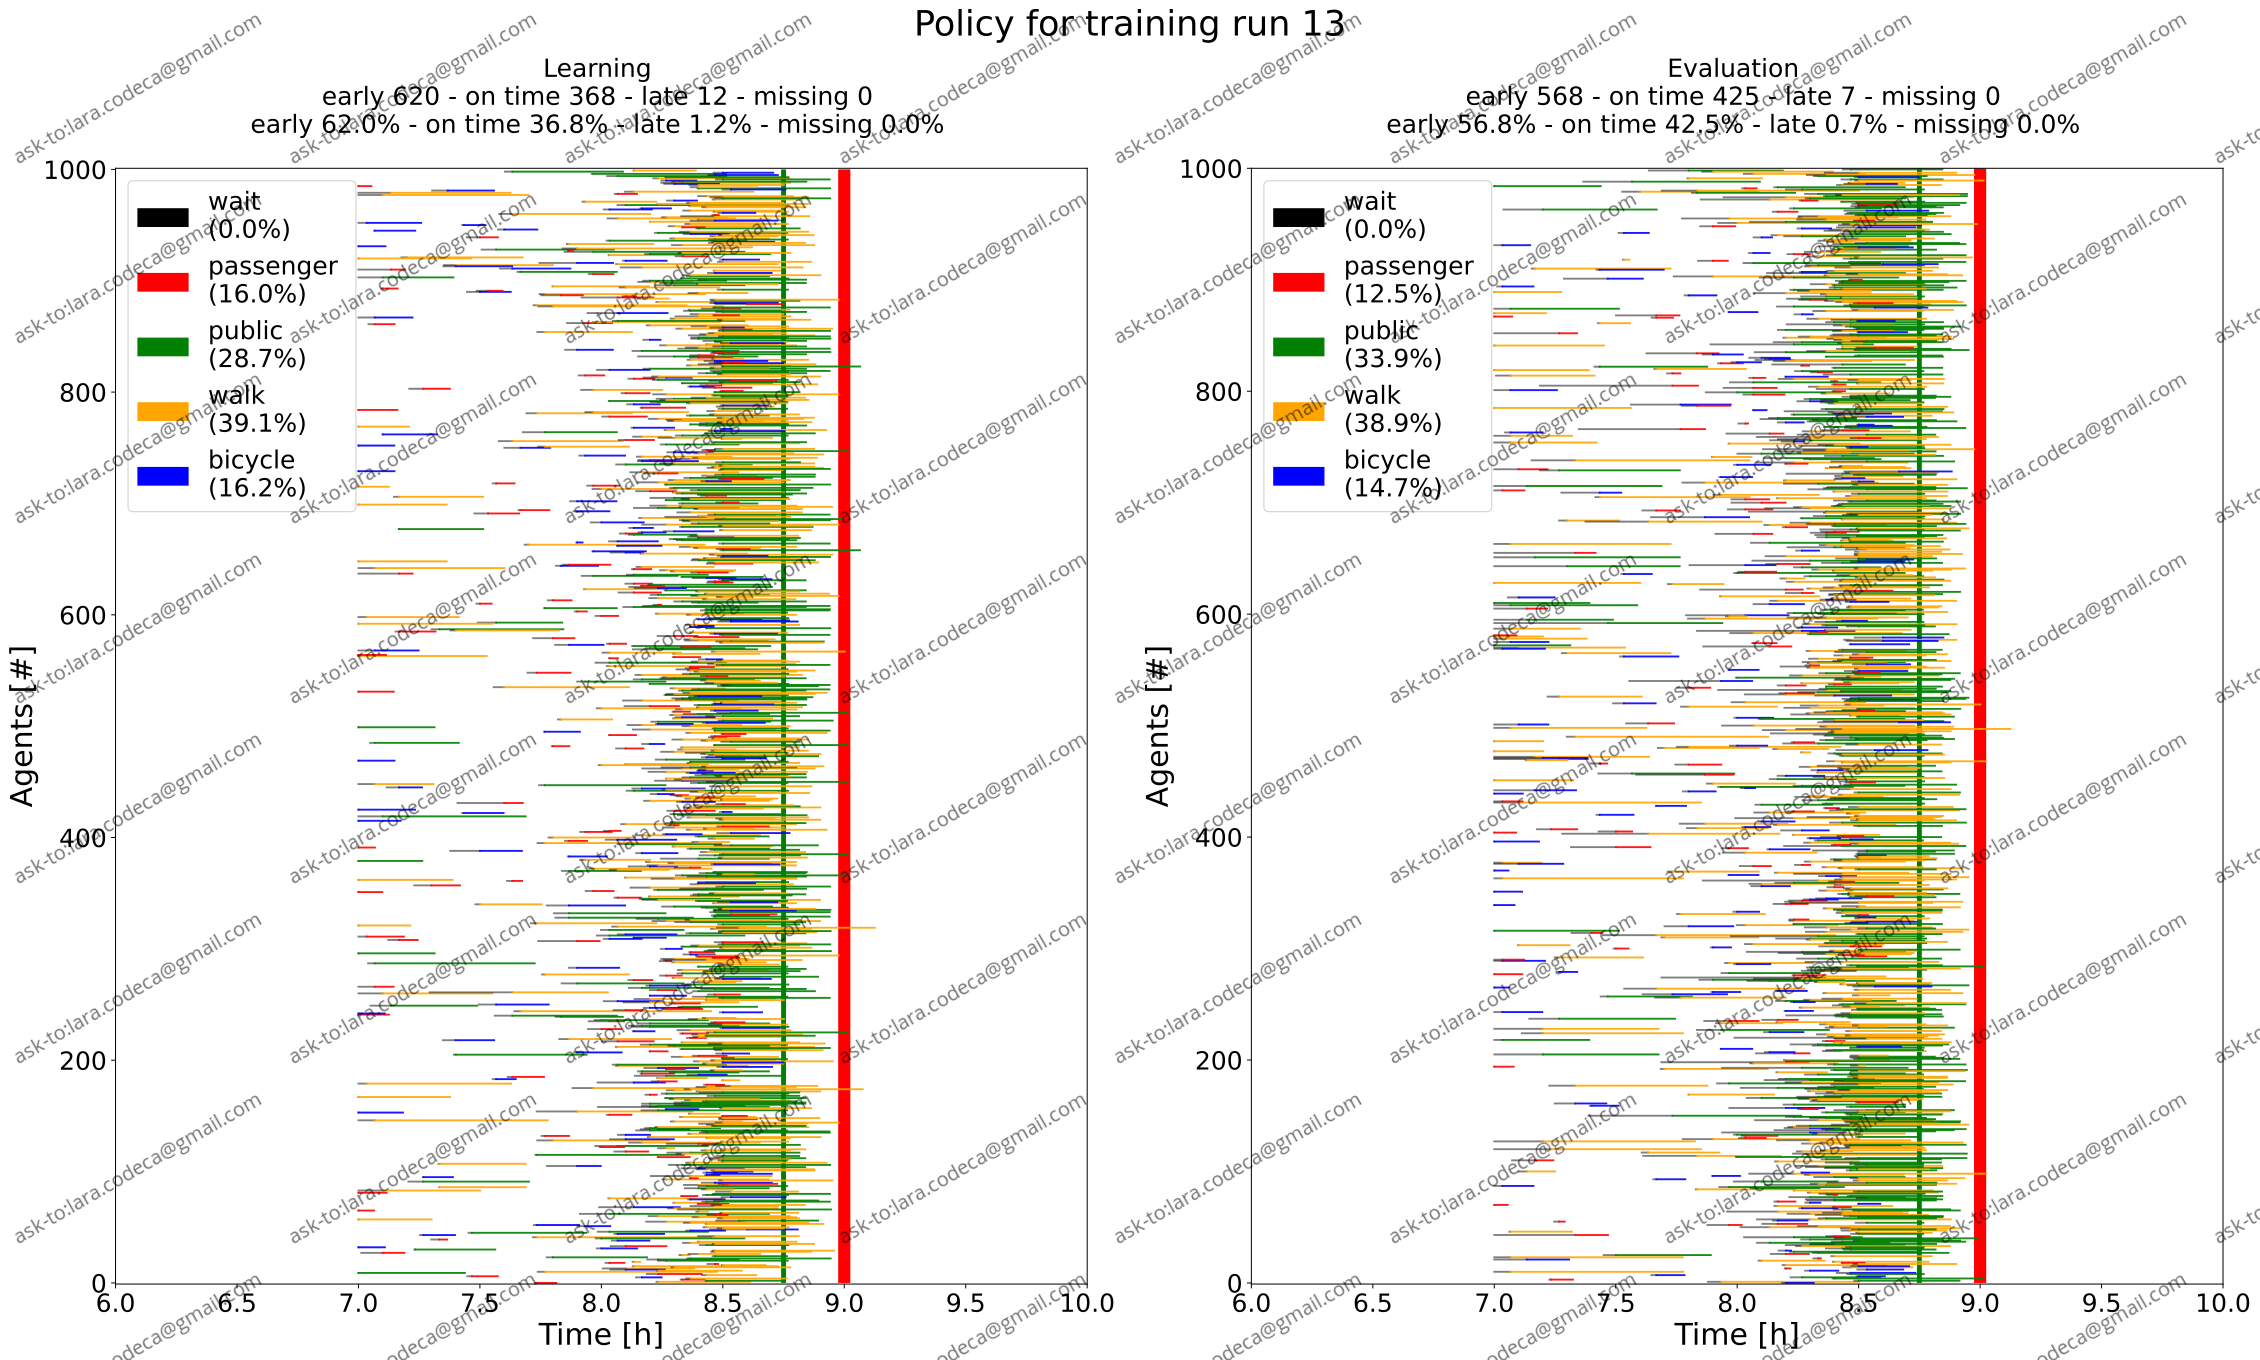 Policy for training run 13
Learning
early 620 - on time 368 - late 12 - missing 0
early 62.0% - on time 36.8% - late 1.2% - missing 0.0%
1000
800
600
400
200
0
Agents [#]
wait
(0.0%)
passenger
(16.0%)
public
(28.7%)
walk
(39.1%)
bicycle
(16.2%)
6.0 6.5 7.0 7.5 8.0 8.5 9.0 9.5 10.0
Time [h]
Evaluation
early 568 - on time 425 - late 7 - missing 0
early 56.8% - on time 42.5% - late 0.7% - missing 0.0%
1000
800
600
400
200
0
Agents [#]
wait
(0.0%)
passenger
(12.5%)
public
(33.9%)
walk
(38.9%)
bicycle
(14.7%)
6.0 6.5 7.0 7.5 8.0 8.5 9.0 9.5 10.0
Time [h]
ask-to:lara.codeca@gmail.com